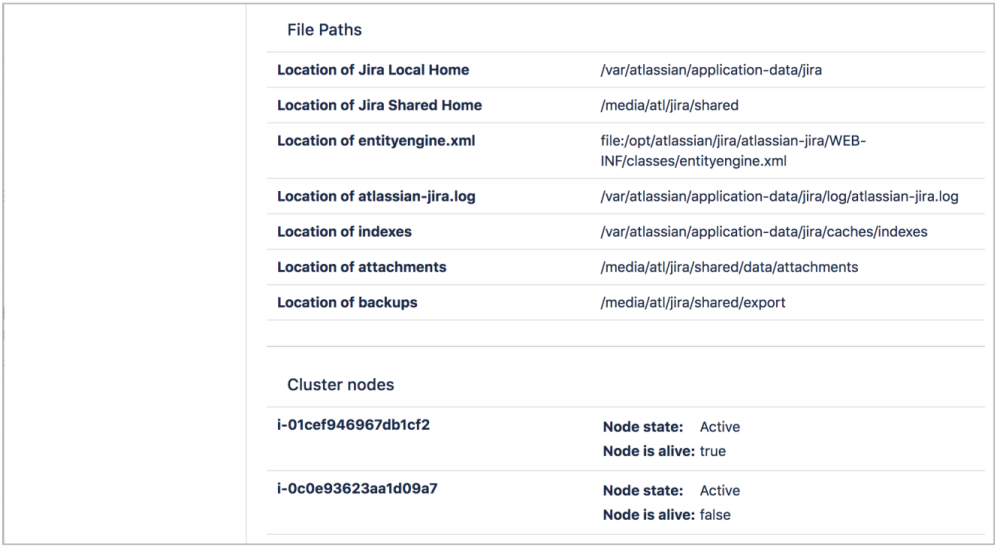 File Paths
Location of Jira Local Home /var/atlassian/application-data/jira
Location of Jira Shared Home /media/atl/jira/shared
Location of entityengine.xml file:/opt/atlassian/jira/atlassian-jira/WEB-
INF/classes/entityengine.xml
Location of atlassian-jira.log /var/atlassian/application-data/jira/log/atlassian-jira.log
Location of indexes /var/atlassian/application-data/jira/caches/indexes
Location of attachments /media/atl/jira/shared/data/attachments
Location of backups /media/atl/jira/shared/export
Cluster nodes
i-01cef946967db1cf2 Node state: Active
Node is alive: true
i-0c0e93623aa1d09a7 Node state: Active
Node is alive: false